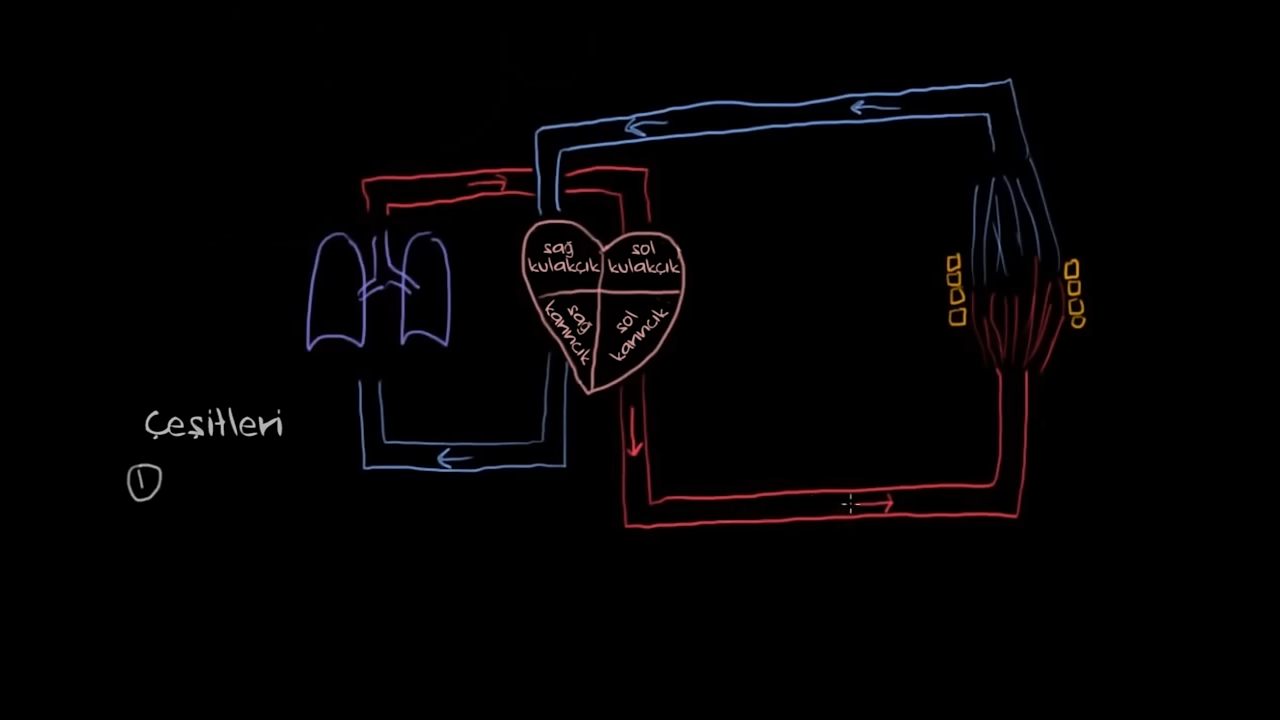 sağ
kulakçık
sol
kulakçık
sağ
karıncık
sol
karıncık
Çeşitleri
1